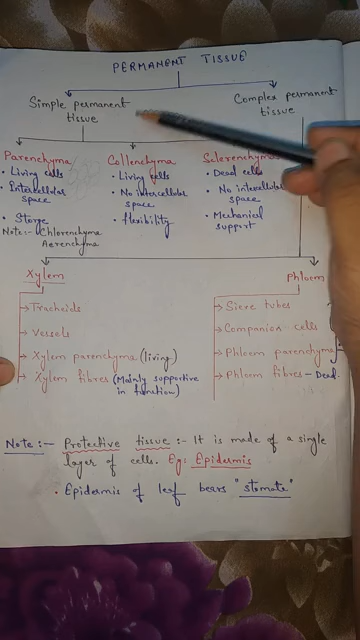 PERMANENT TISSUE
Simple permanent
tissue
Complex permanent
tissue
Parenchyma
• Living cells
• Intercellular
space
• Storge
Note:- Chlorenchyma
Aerenchyma
Collenchyma
• Living cells
• No intercellular
space
• flexibility
Sclerenchyma
• Dead cells
• No intercellular
space
• Mechanical
support
Xylem
Tracheids
Vessels
Xylem parenchyma (living)
Xylem fibres (Mainly supportive
in function)
Phloem
Sieve tubes
Companion cells
Phloem parenchyma
Phloem fibres - Dead
Note :- Protective tissue :- It is made of a single
layer of cells. Eg: Epidermis
• Epidermis of leaf bears "stomate"